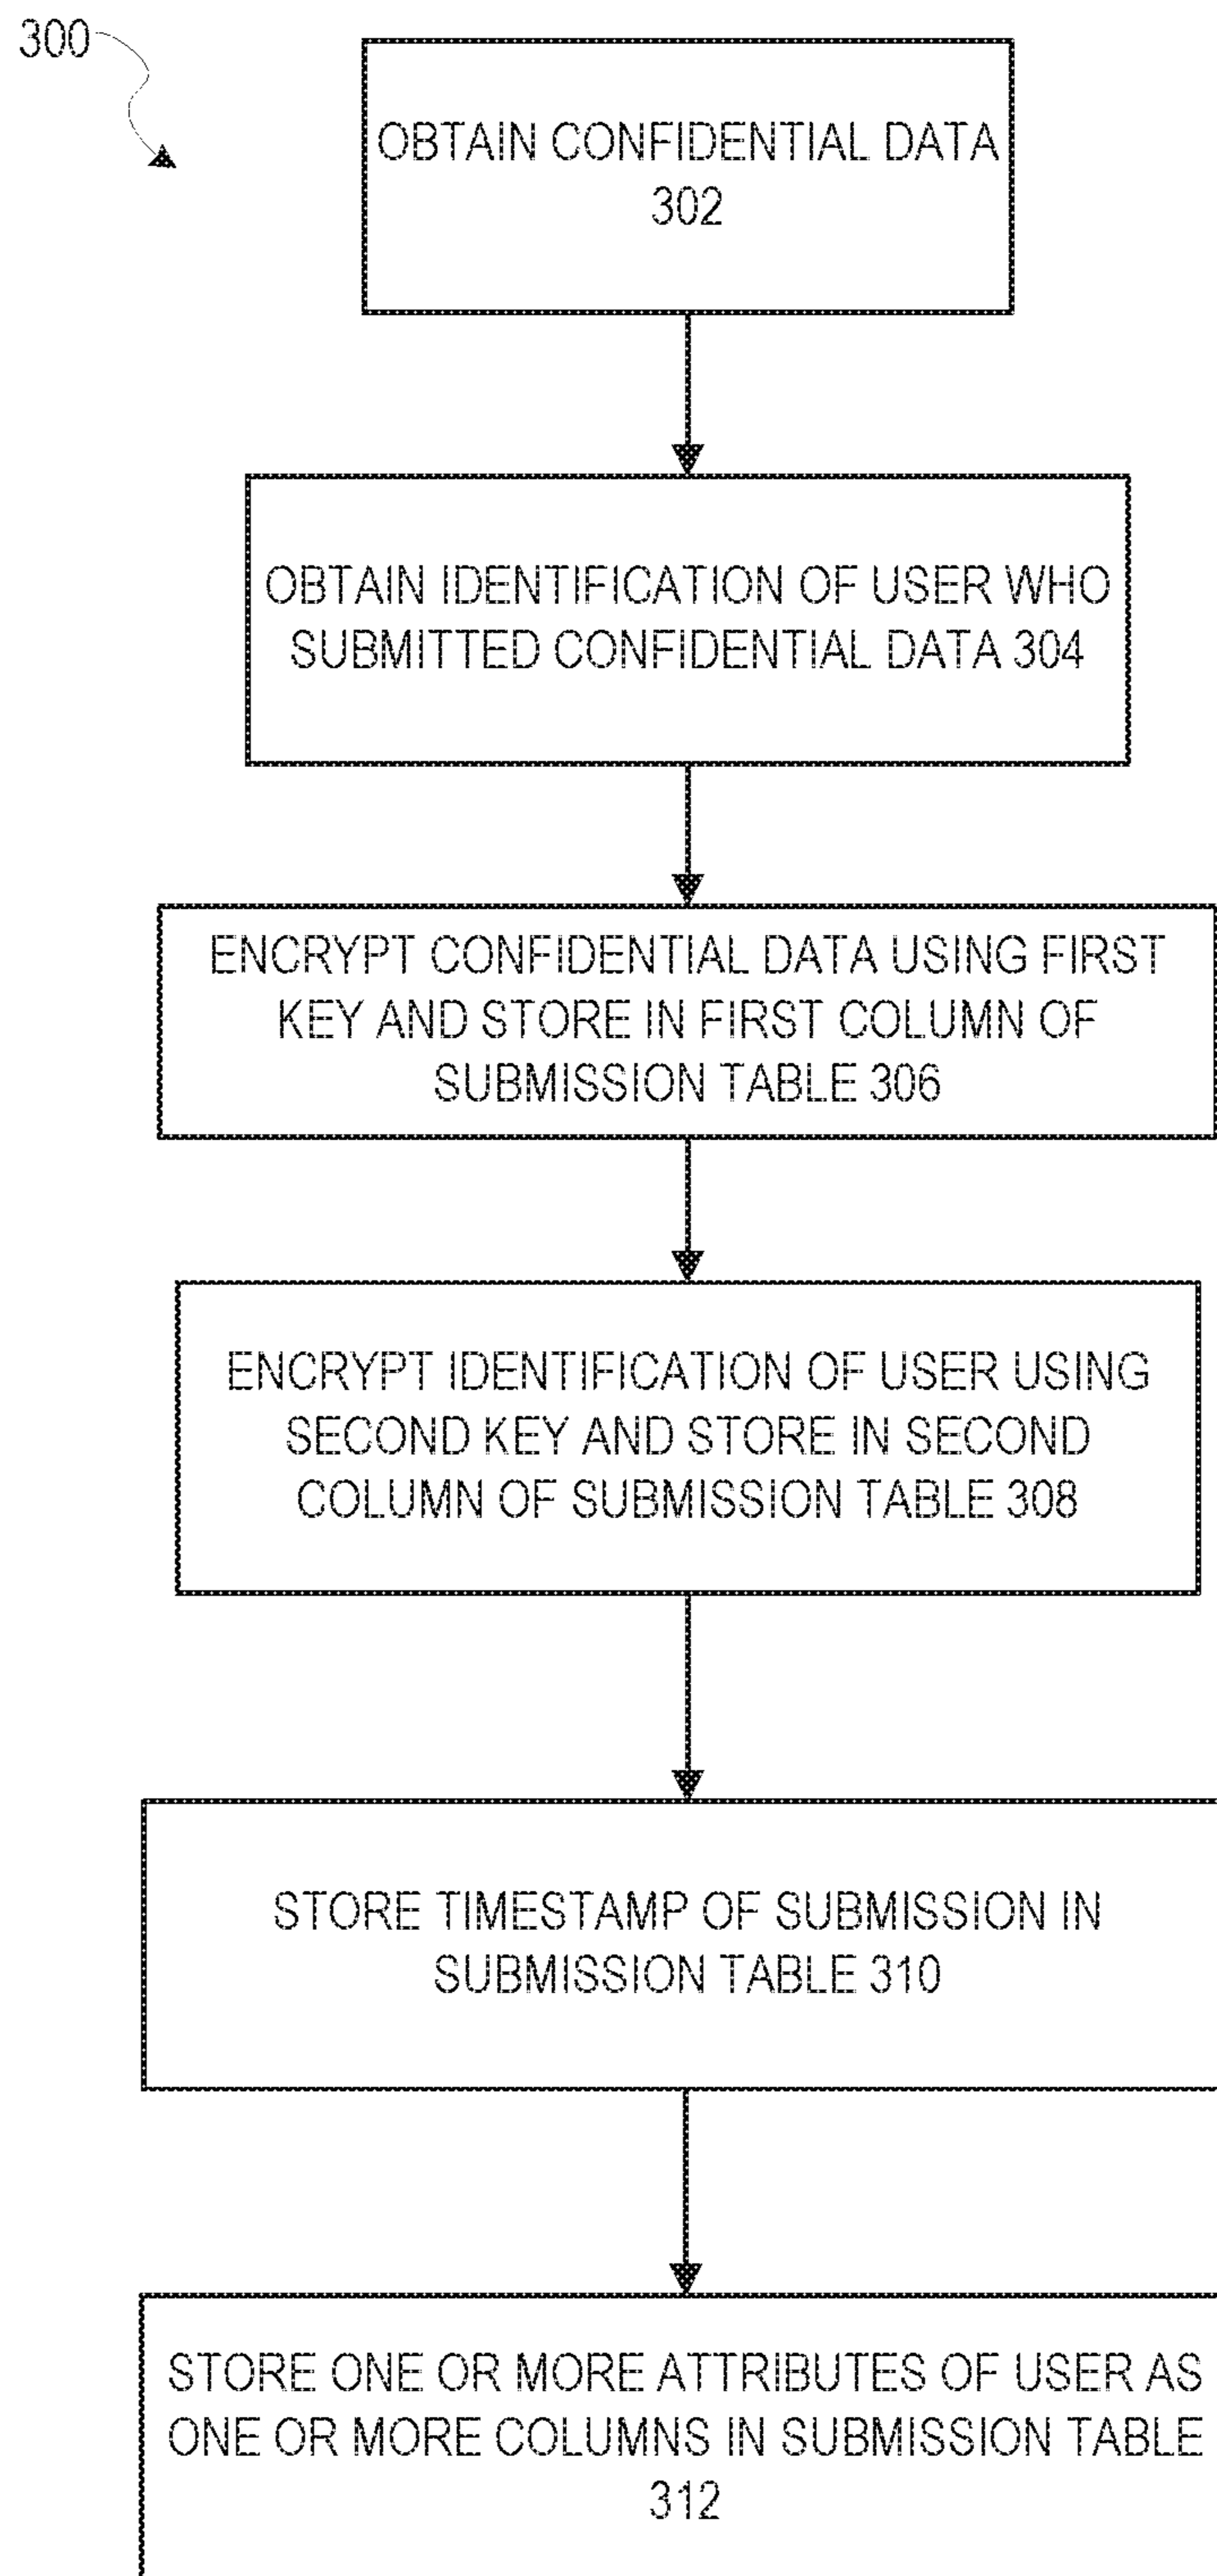 300
OBTAIN CONFIDENTIAL DATA
302
OBTAIN IDENTIFICATION OF USER WHO
SUBMITTED CONFIDENTIAL DATA 304
ENCRYPT CONFIDENTIAL DATA USING FIRST
KEY AND STORE IN FIRST COLUMN OF
SUBMISSION TABLE 306
ENCRYPT IDENTIFICATION OF USER USING
SECOND KEY AND STORE IN SECOND
COLUMN OF SUBMISSION TABLE 308
STORE TIMESTAMP OF SUBMISSION IN
SUBMISSION TABLE 310
STORE ONE OR MORE ATTRIBUTES OF USER AS
ONE OR MORE COLUMNS IN SUBMISSION TABLE
312